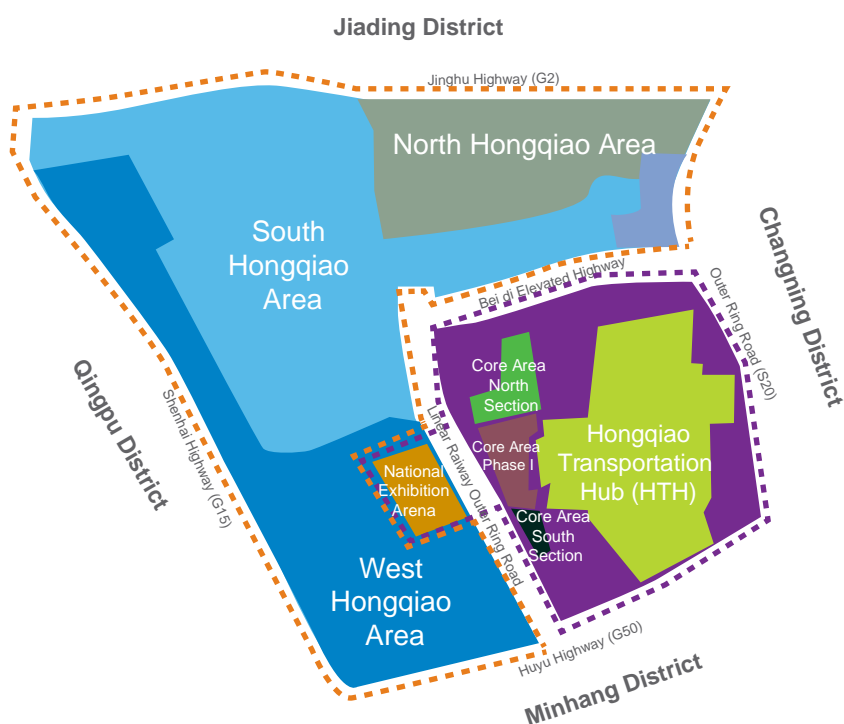 Jiading District
Jinghu Highway (G2)
North Hongqiao Area
South
Hongqiao
Area
Changning District
Bei di Elevated Highway
Outer Ring Road (S20)
Qingpu District
Shenhai Highway (G15)
Core Area
North
Section
Linear Raiway Outer Ring Road
Core Area
Phase I
Hongqiao
Transportation
Hub (HTH)
National
Exhibition
Arena
Core Area
South
Section
West
Hongqiao
Area
Huyu Highway (G50)
Minhang District